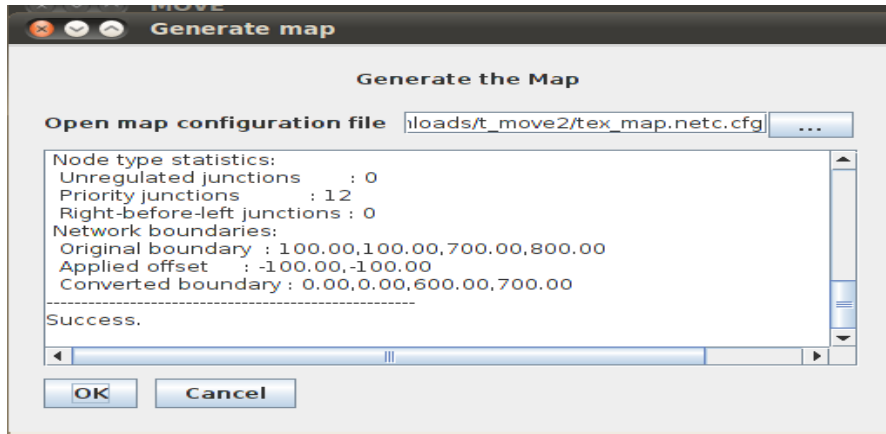 MOVE
Generate map
Generate the Map
Open map configuration file nloads/t_move2/tex_map.netc.cfg ...
Node type statistics:
Unregulated junctions : 0
Priority junctions : 12
Right-before-left junctions : 0
Network boundaries:
Original boundary : 100.00,100.00,700.00,800.00
Applied offset : -100.00,-100.00
Converted boundary : 0.00,0.00,600.00,700.00
-----------------------------------------------------
Success.
OK Cancel